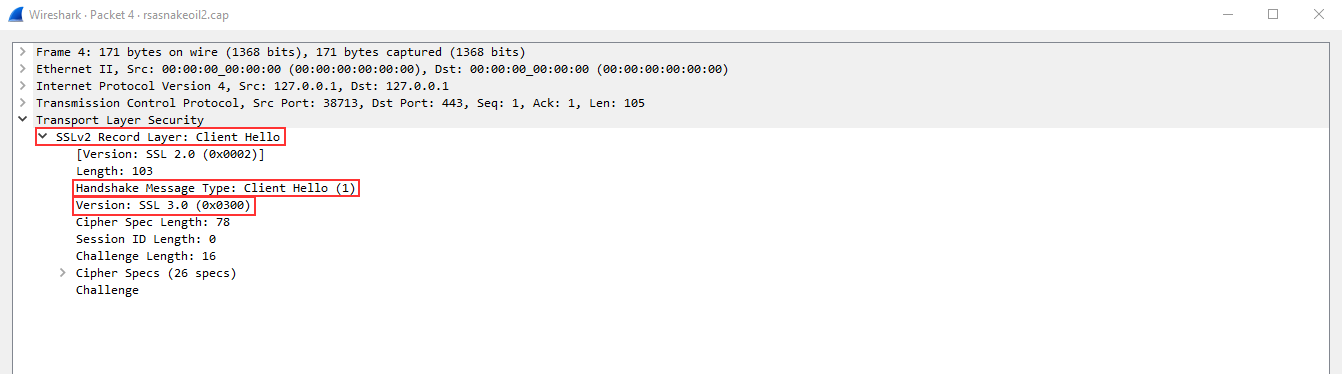 Wireshark · Packet 4 · rsasnakeoil2.cap
Frame 4: 171 bytes on wire (1368 bits), 171 bytes captured (1368 bits)
Ethernet II, Src: 00:00:00_00:00:00 (00:00:00:00:00:00), Dst: 00:00:00_00:00:00 (00:00:00:00:00:00)
Internet Protocol Version 4, Src: 127.0.0.1, Dst: 127.0.0.1
Transmission Control Protocol, Src Port: 38713, Dst Port: 443, Seq: 1, Ack: 1, Len: 105
Transport Layer Security
SSLv2 Record Layer: Client Hello
[Version: SSL 2.0 (0x0002)]
Length: 103
Handshake Message Type: Client Hello (1)
Version: SSL 3.0 (0x0300)
Cipher Spec Length: 78
Session ID Length: 0
Challenge Length: 16
Cipher Specs (26 specs)
Challenge